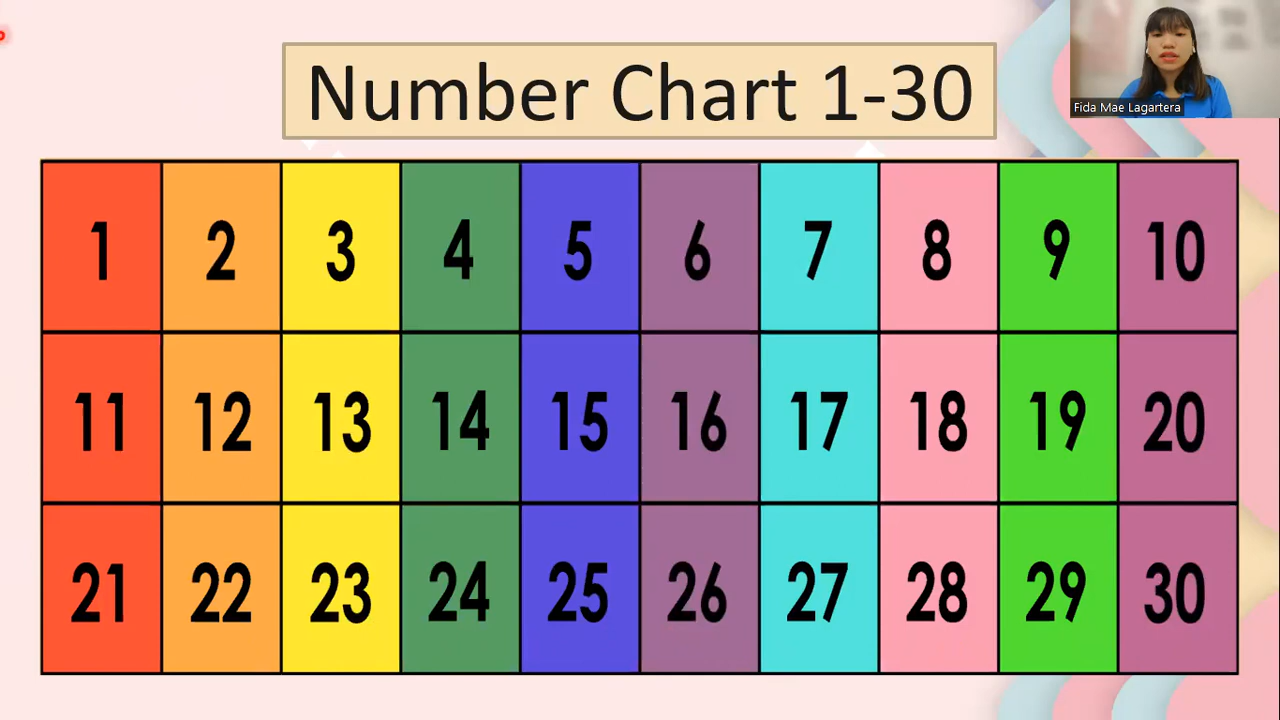 Number Chart 1-30
Fida Mae Lagartera
1 2 3 4 5 6 7 8 9 10
11 12 13 14 15 16 17 18 19 20
21 22 23 24 25 26 27 28 29 30